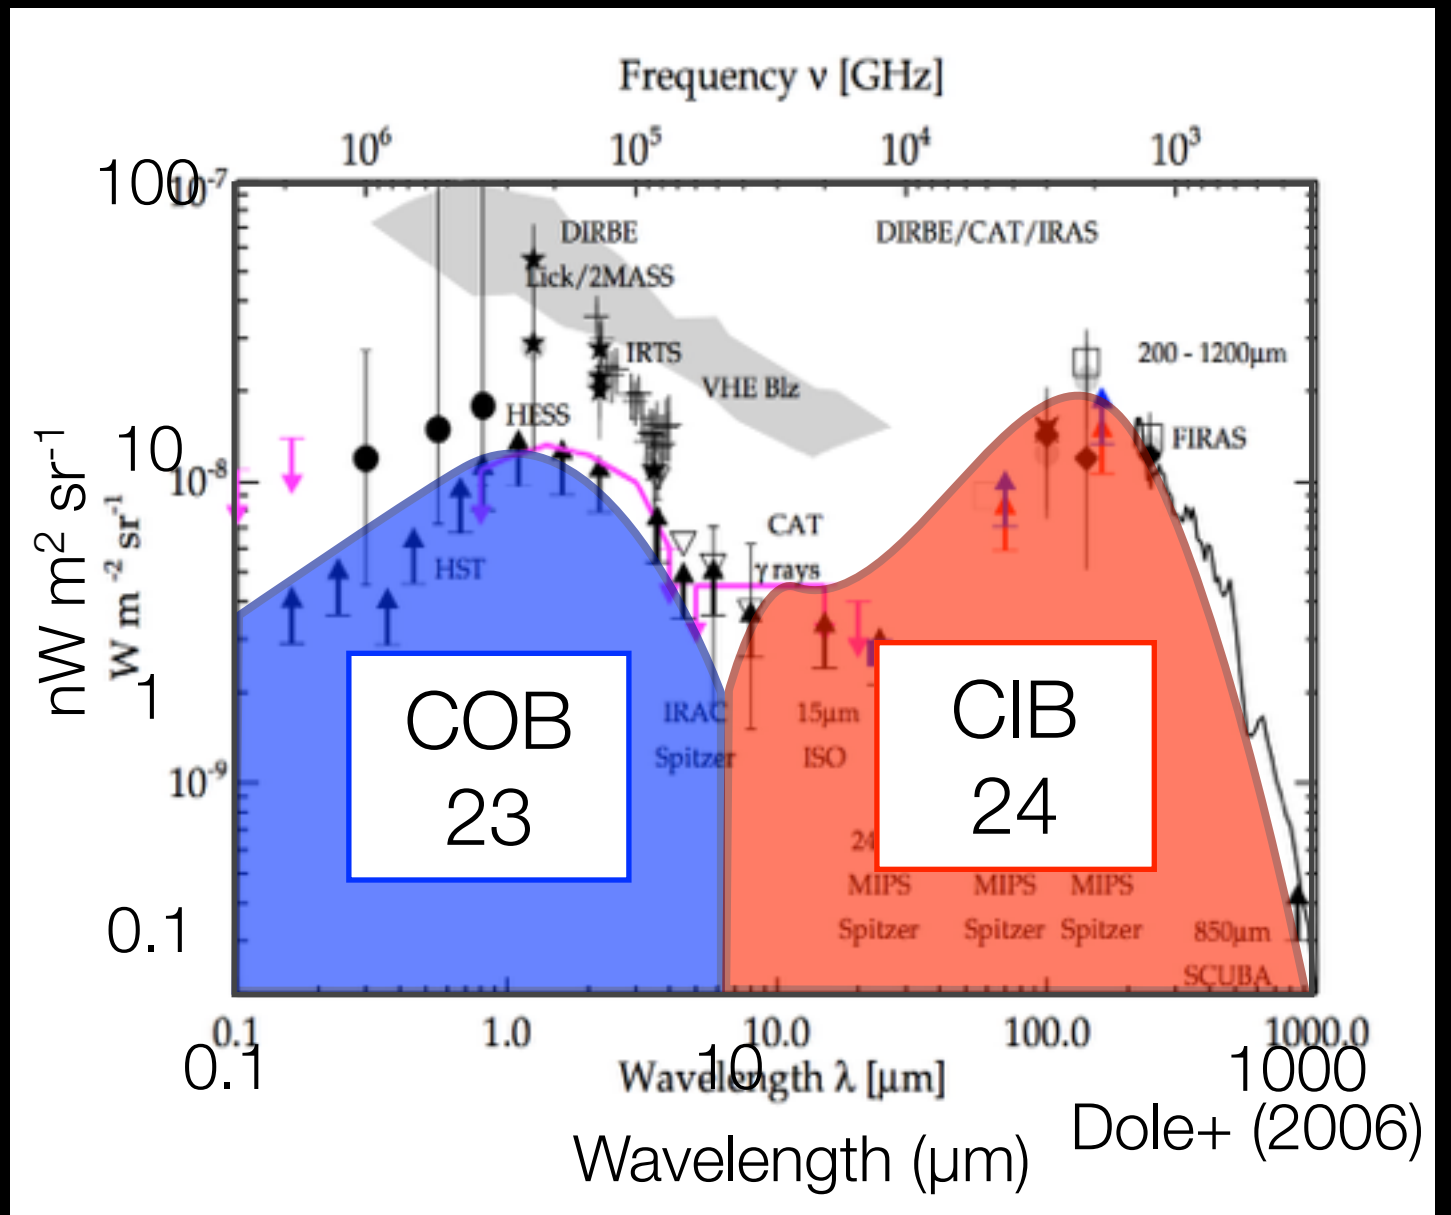 Frequency ν [GHz]
10⁶ 10⁵ 10⁴ 10³
100
10⁻⁷
DIRBE
DIRBE/CAT/IRAS
Lick/2MASS
IRTS
200 - 1200µm
VHE Blz
HESS
FIRAS
10
10⁻⁸
CAT
γ rays
HST
nW m² sr⁻¹
W m⁻² sr⁻¹
1
COB
23
CIB
24
IRAC
Spitzer
15µm
ISO
10⁻⁹
24
MIPS
Spitzer
MIPS
Spitzer
MIPS
Spitzer
0.1
850µm
SCUBA
0.1 1.0 10.0 100.0 1000.0
0.1 10 1000
Wavelength λ [µm]
Dole+ (2006)
Wavelength (µm)